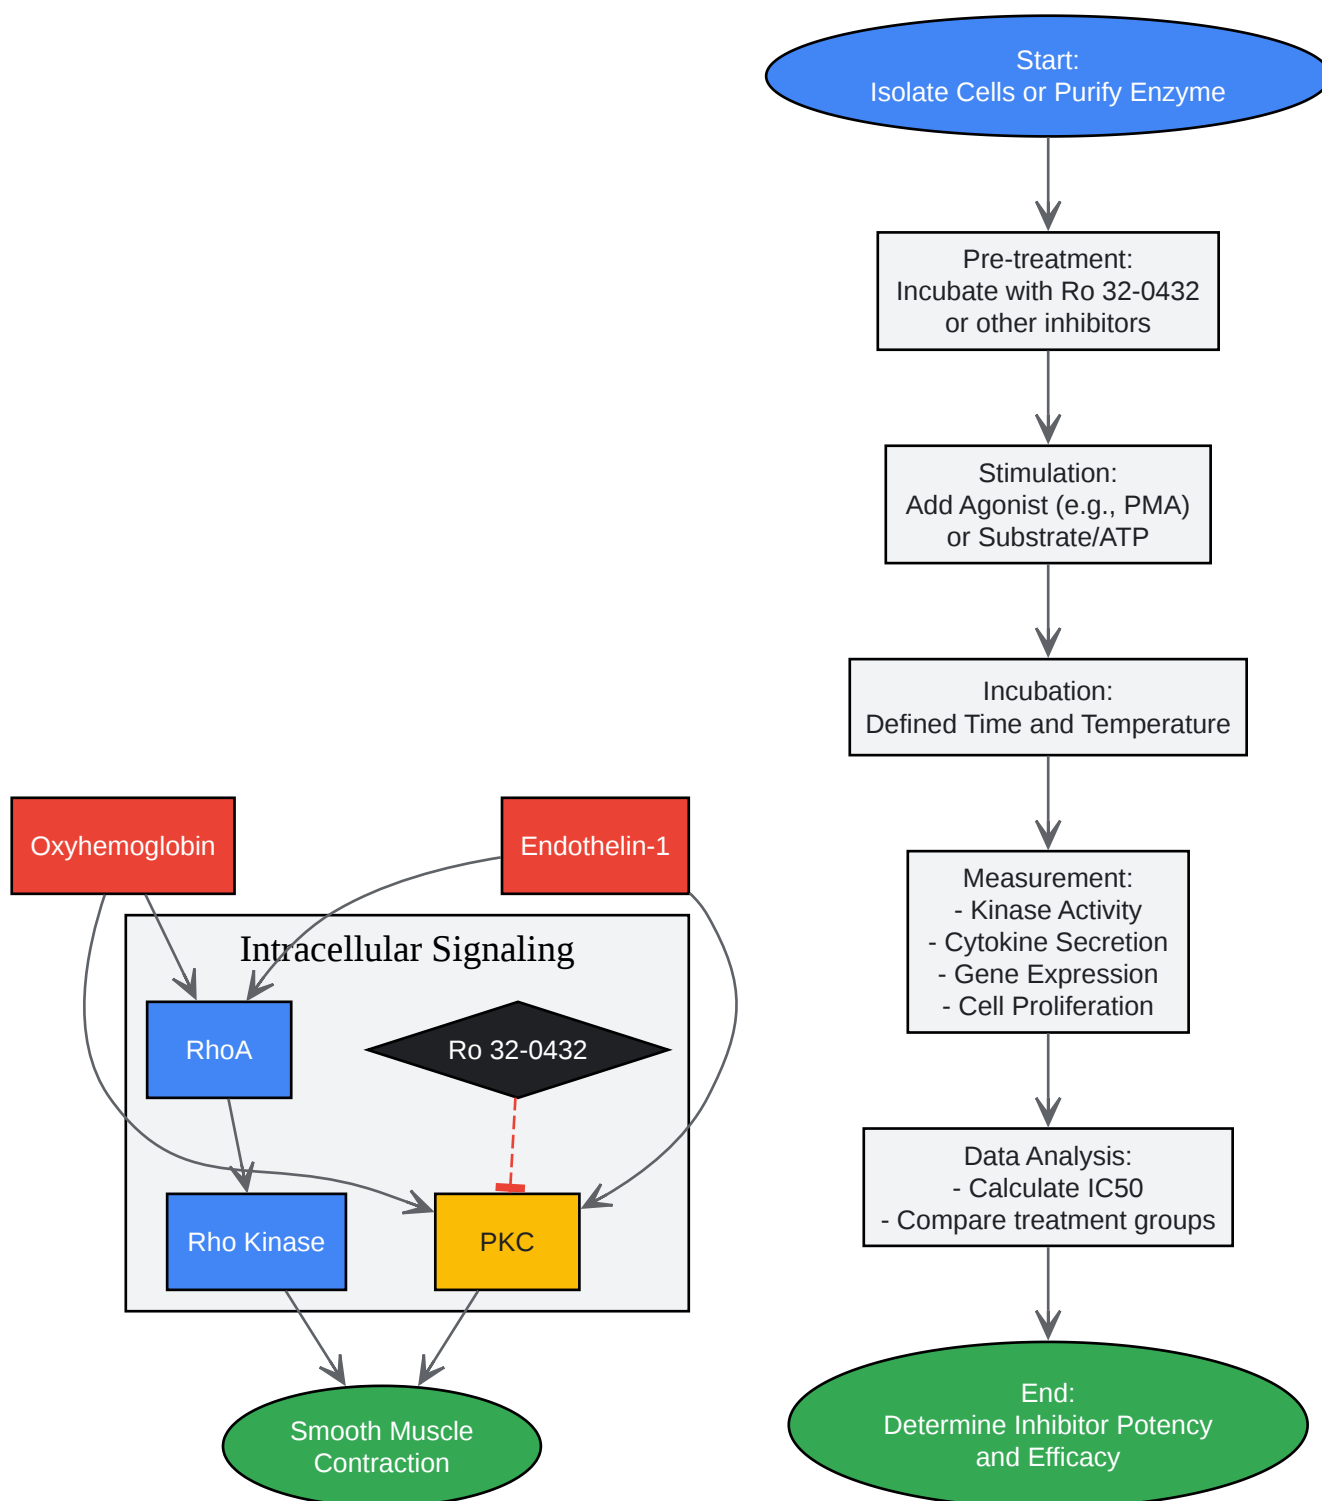 Start:
Isolate Cells or Purify Enzyme
Pre-treatment:
Incubate with Ro 32-0432
or other inhibitors
Stimulation:
Add Agonist (e.g., PMA)
or Substrate/ATP
Incubation:
Defined Time and Temperature
Measurement:
- Kinase Activity
- Cytokine Secretion
- Gene Expression
- Cell Proliferation
Data Analysis:
- Calculate IC50
- Compare treatment groups
End:
Determine Inhibitor Potency
and Efficacy
Oxyhemoglobin
Endothelin-1
Intracellular Signaling
RhoA
Ro 32-0432
Rho Kinase
PKC
Smooth Muscle
Contraction